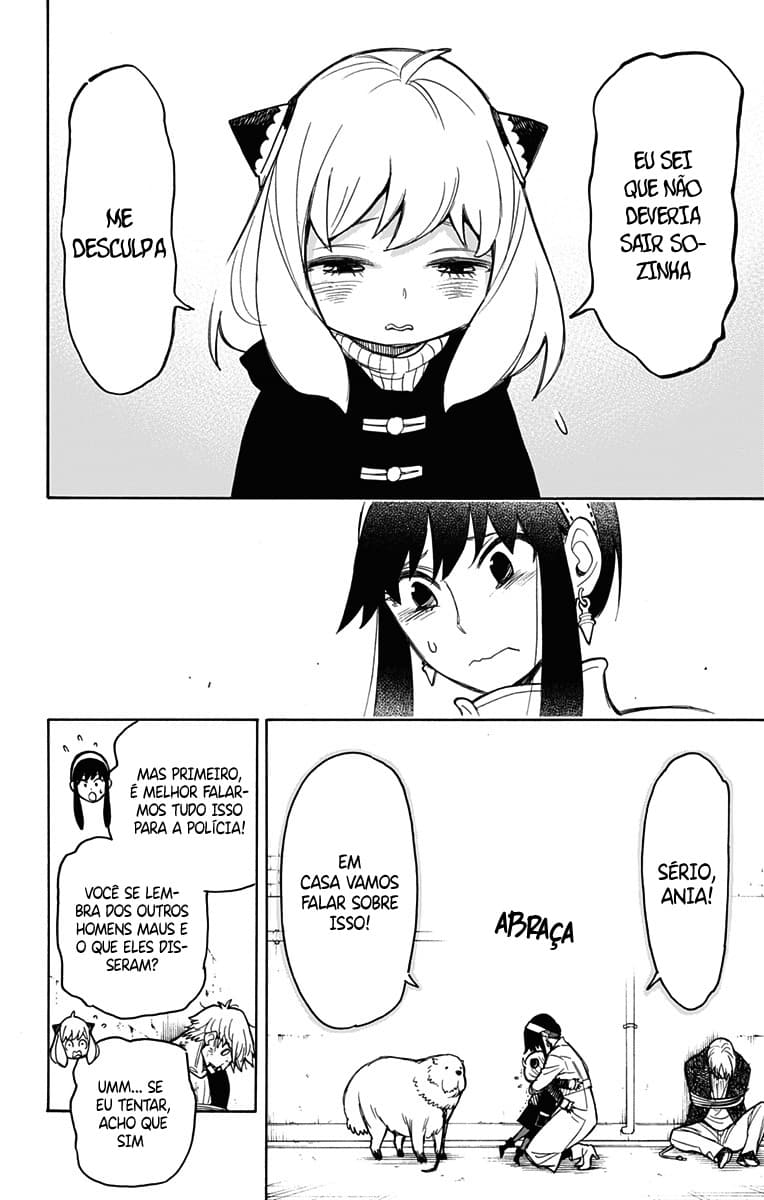 EU SEI
QUE NÃO
DEVERIA
SAIR SO-
ZINHA
ME
DESCULPA
SÉRIO,
ANIA!
ABRAÇA
EM
CASA VAMOS
FALAR SOBRE
ISSO!
MAS PRIMEIRO,
É MELHOR FALAR-
MOS TUDO ISSO
PARA A POLÍCIA!
VOCÊ SE LEM-
BRA DOS OUTROS
HOMENS MAUS E
O QUE ELES DIS-
SERAM?
UMM... SE
EU TENTAR,
ACHO QUE
SIM